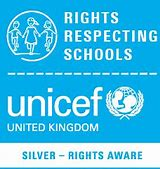 RIGHTS
RESPECTING
SCHOOLS
unicef
UNITED KINGDOM
SILVER – RIGHTS AWARE